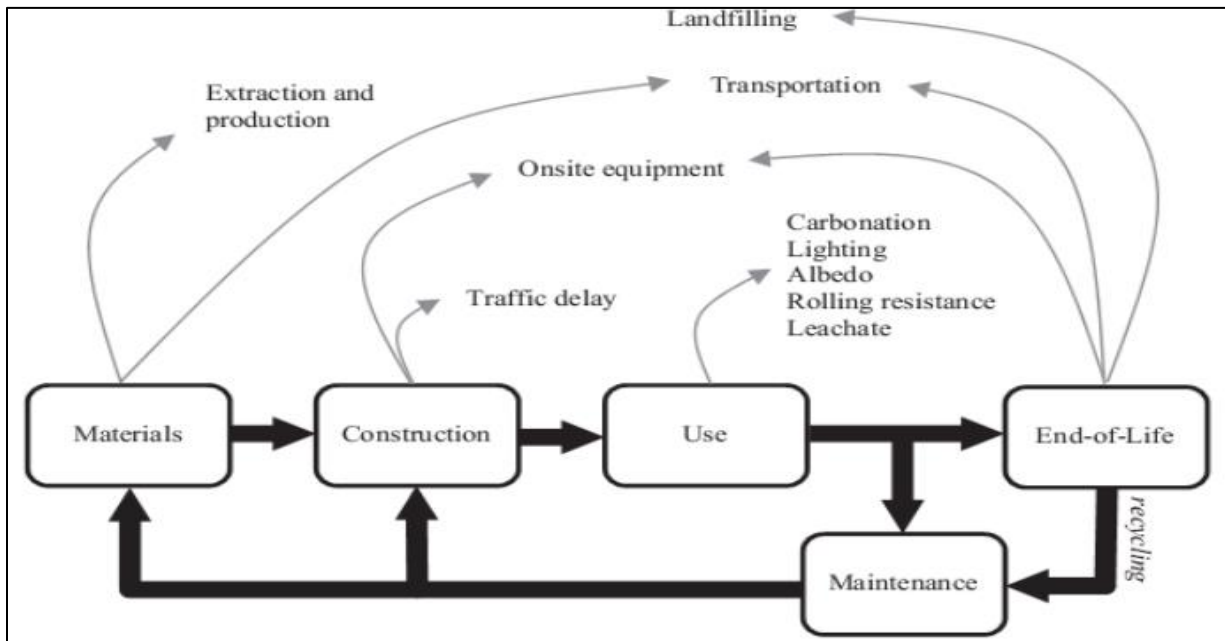 Landfilling
Transportation
Extraction and
production
Onsite equipment
Carbonation
Lighting
Albedo
Rolling resistance
Leachate
Traffic delay
Materials
Construction
Use
End-of-Life
recycling
Maintenance